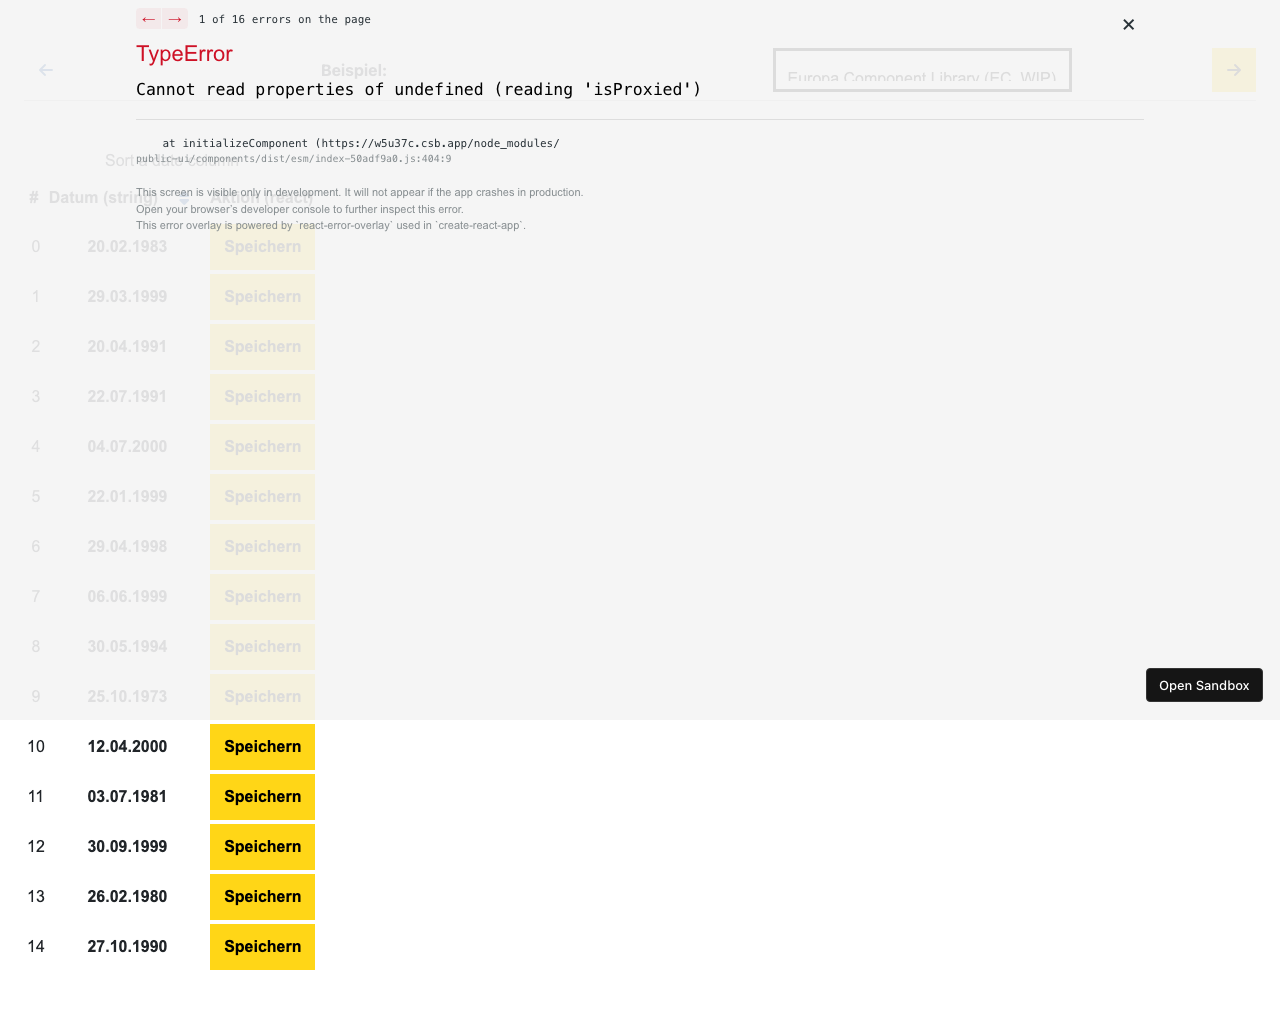 ← → 1 of 16 errors on the page
×
TypeError
← Beispiel: Europa Component Library (EC, WIP) →
Cannot read properties of undefined (reading 'isProxied')
at initializeComponent (https://w5u37c.csb.app/node_modules/
public-ui/components/dist/esm/index-50adf9a0.js:404:9
Sort a date column
This screen is visible only in development. It will not appear if the app crashes in production.
# Datum (string) Aktion (react)
Open your browser’s developer console to further inspect this error.
This error overlay is powered by `react-error-overlay` used in `create-react-app`.
0 20.02.1983 Speichern
1 29.03.1999 Speichern
2 20.04.1991 Speichern
3 22.07.1991 Speichern
4 04.07.2000 Speichern
5 22.01.1999 Speichern
6 29.04.1998 Speichern
7 06.06.1999 Speichern
8 30.05.1994 Speichern
9 25.10.1973 Speichern
Open Sandbox
10 12.04.2000 Speichern
11 03.07.1981 Speichern
12 30.09.1999 Speichern
13 26.02.1980 Speichern
14 27.10.1990 Speichern